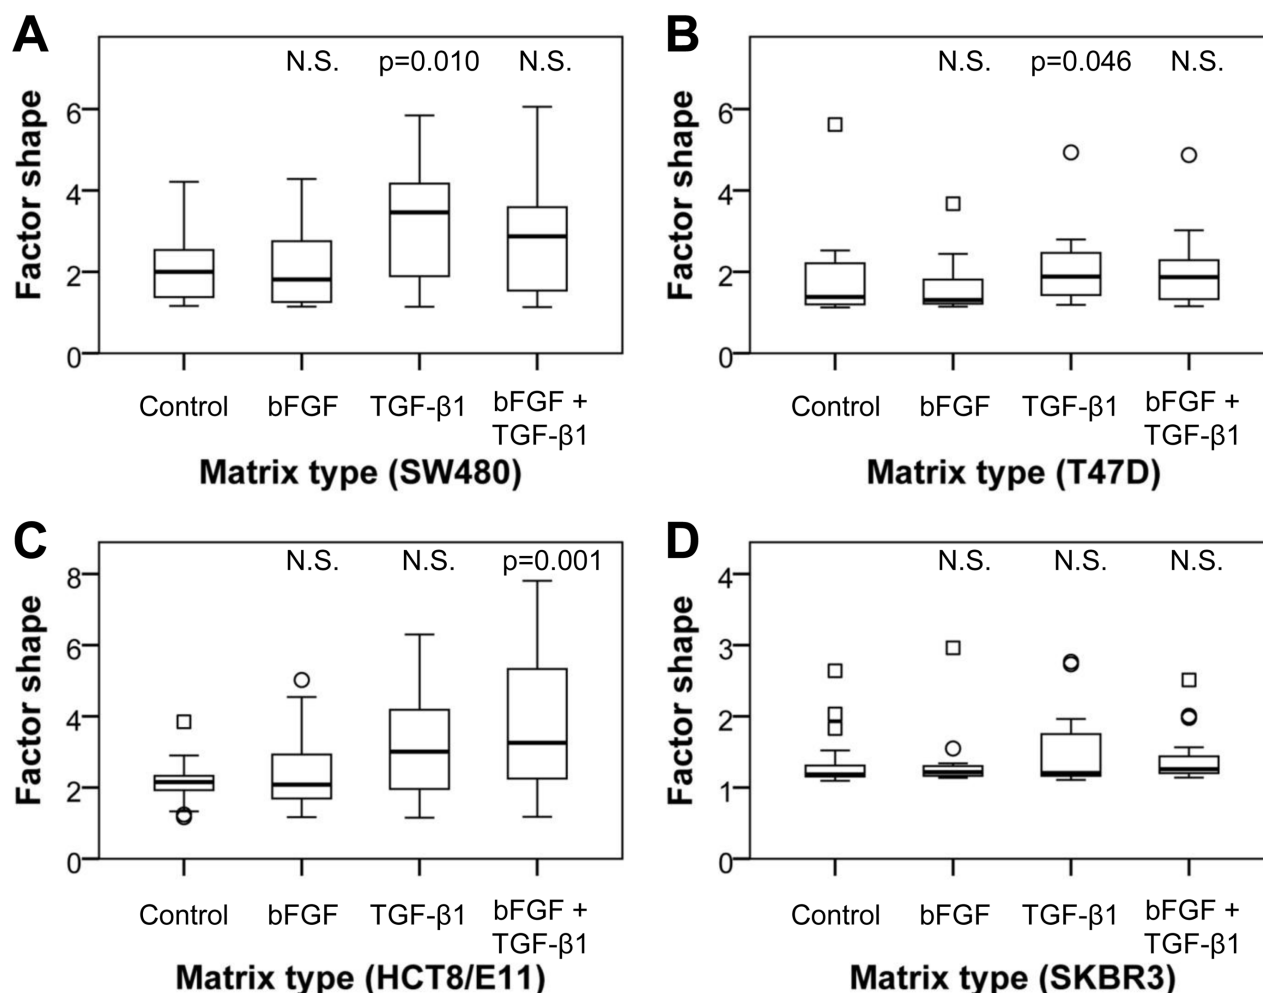 A
N.S. p=0.010 N.S.
Factor shape
6
4
2
0
Control bFGF TGF-β1 bFGF +
TGF-β1
Matrix type (SW480)
B
N.S. p=0.046 N.S.
Factor shape
6
4
2
0
Control bFGF TGF-β1 bFGF +
TGF-β1
Matrix type (T47D)
C
N.S. N.S. p=0.001
Factor shape
8
6
4
2
0
Control bFGF TGF-β1 bFGF +
TGF-β1
Matrix type (HCT8/E11)
D
N.S. N.S. N.S.
Factor shape
4
3
2
1
0
Control bFGF TGF-β1 bFGF +
TGF-β1
Matrix type (SKBR3)